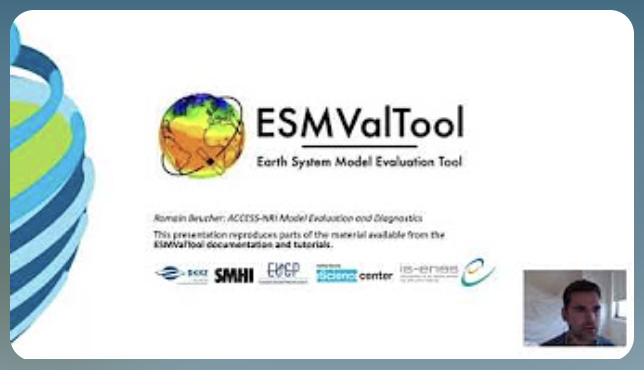 ESMValTool
Earth System Model Evaluation Tool
Romain Beucher: ACCESS-NRI Model Evaluation and Diagnostics
This presentation reproduces parts of the material available from the
ESMValTool documentation and tutorials.
SMHI
eScience center
is-enes